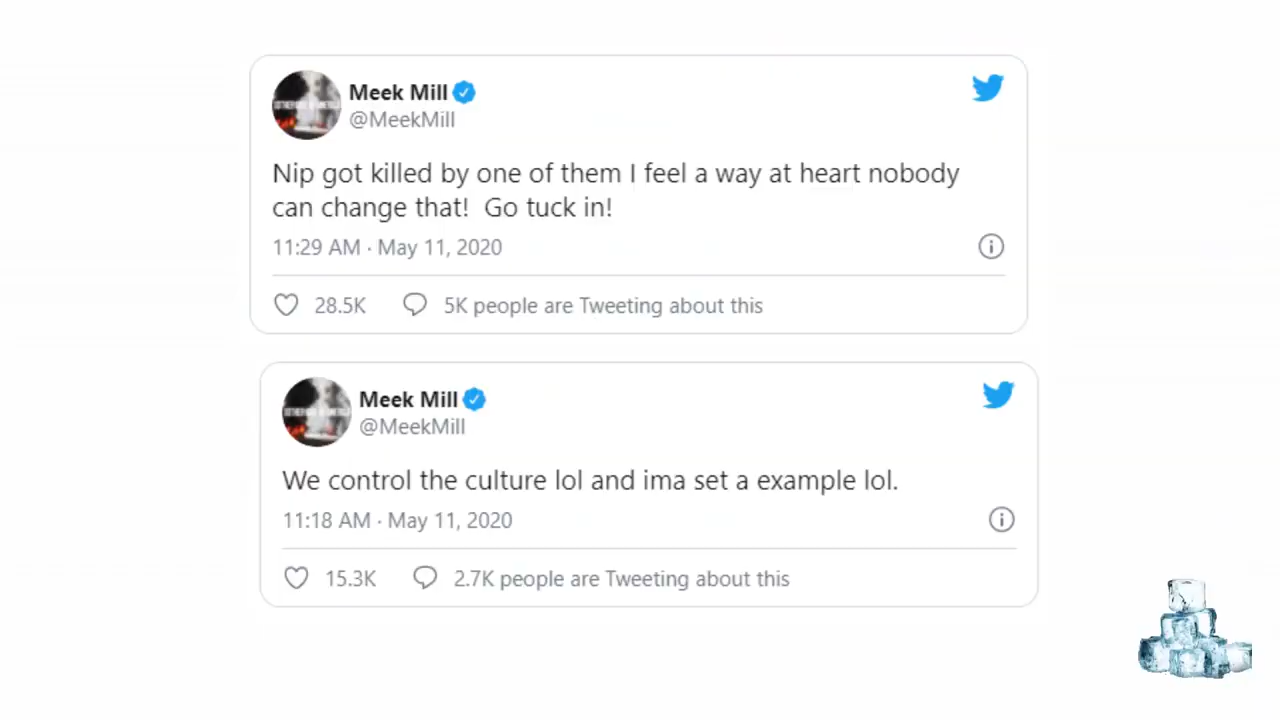 Meek Mill
@MeekMill
Nip got killed by one of them I feel a way at heart nobody
can change that!  Go tuck in!
11:29 AM · May 11, 2020
28.5K 5K people are Tweeting about this
Meek Mill
@MeekMill
We control the culture lol and ima set a example lol.
11:18 AM · May 11, 2020
15.3K 2.7K people are Tweeting about this